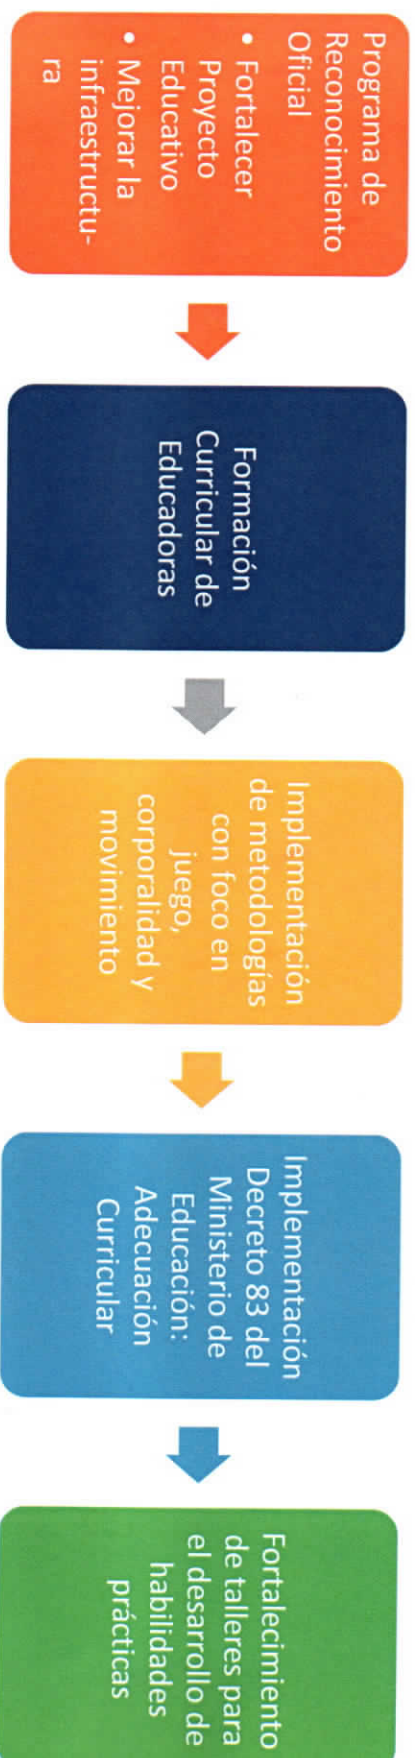 Programa de
Reconocimiento
Oficial
• Fortalecer
Proyecto
Educativo
• Mejorar la
infraestructu-
ra
Formación
Curricular de
Educadoras
Implementación
de metodologías
con foco en
juego,
corporalidad y
movimiento
Implementación
Decreto 83 del
Ministerio de
Educación:
Adecuación
Curricular
Fortalecimiento
de talleres para
el desarrollo de
habilidades
prácticas